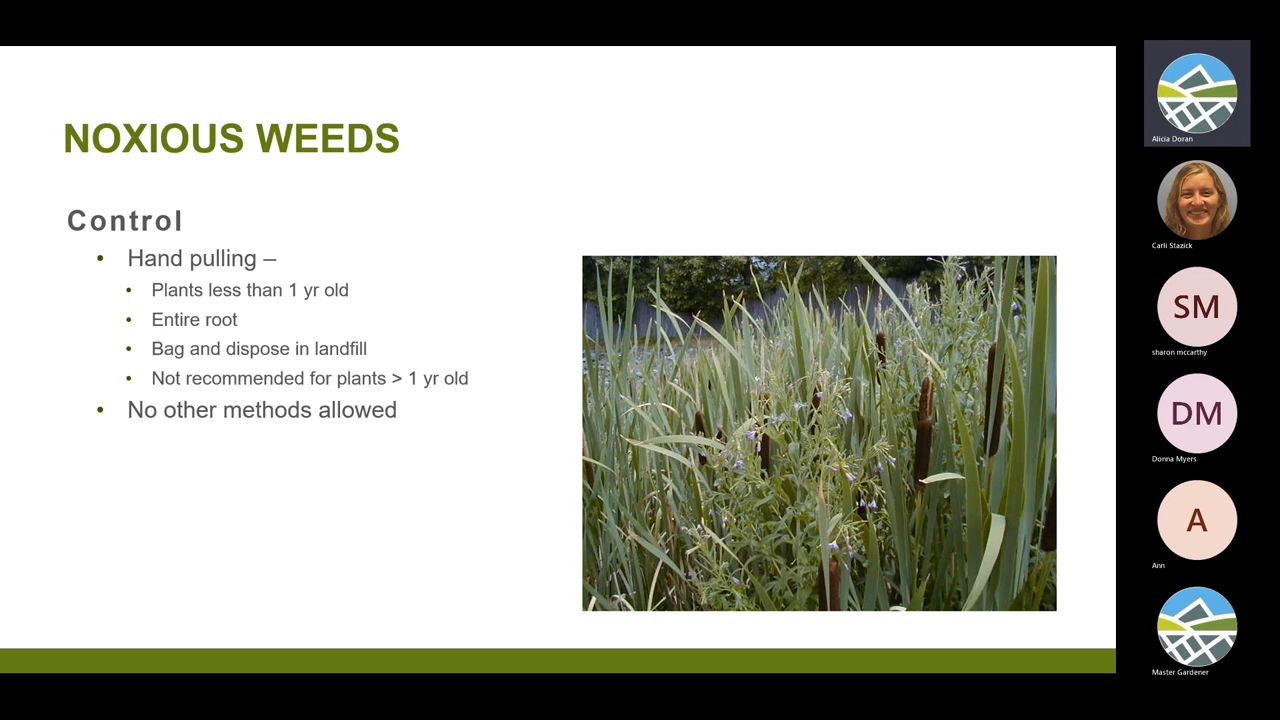 NOXIOUS WEEDS
Control
• Hand pulling –
• Plants less than 1 yr old
• Entire root
• Bag and dispose in landfill
• Not recommended for plants > 1 yr old
• No other methods allowed
Alicia Doran
Carli Stazick
SM
sharon mccarthy
DM
Donna Myers
A
Ann
Master Gardener